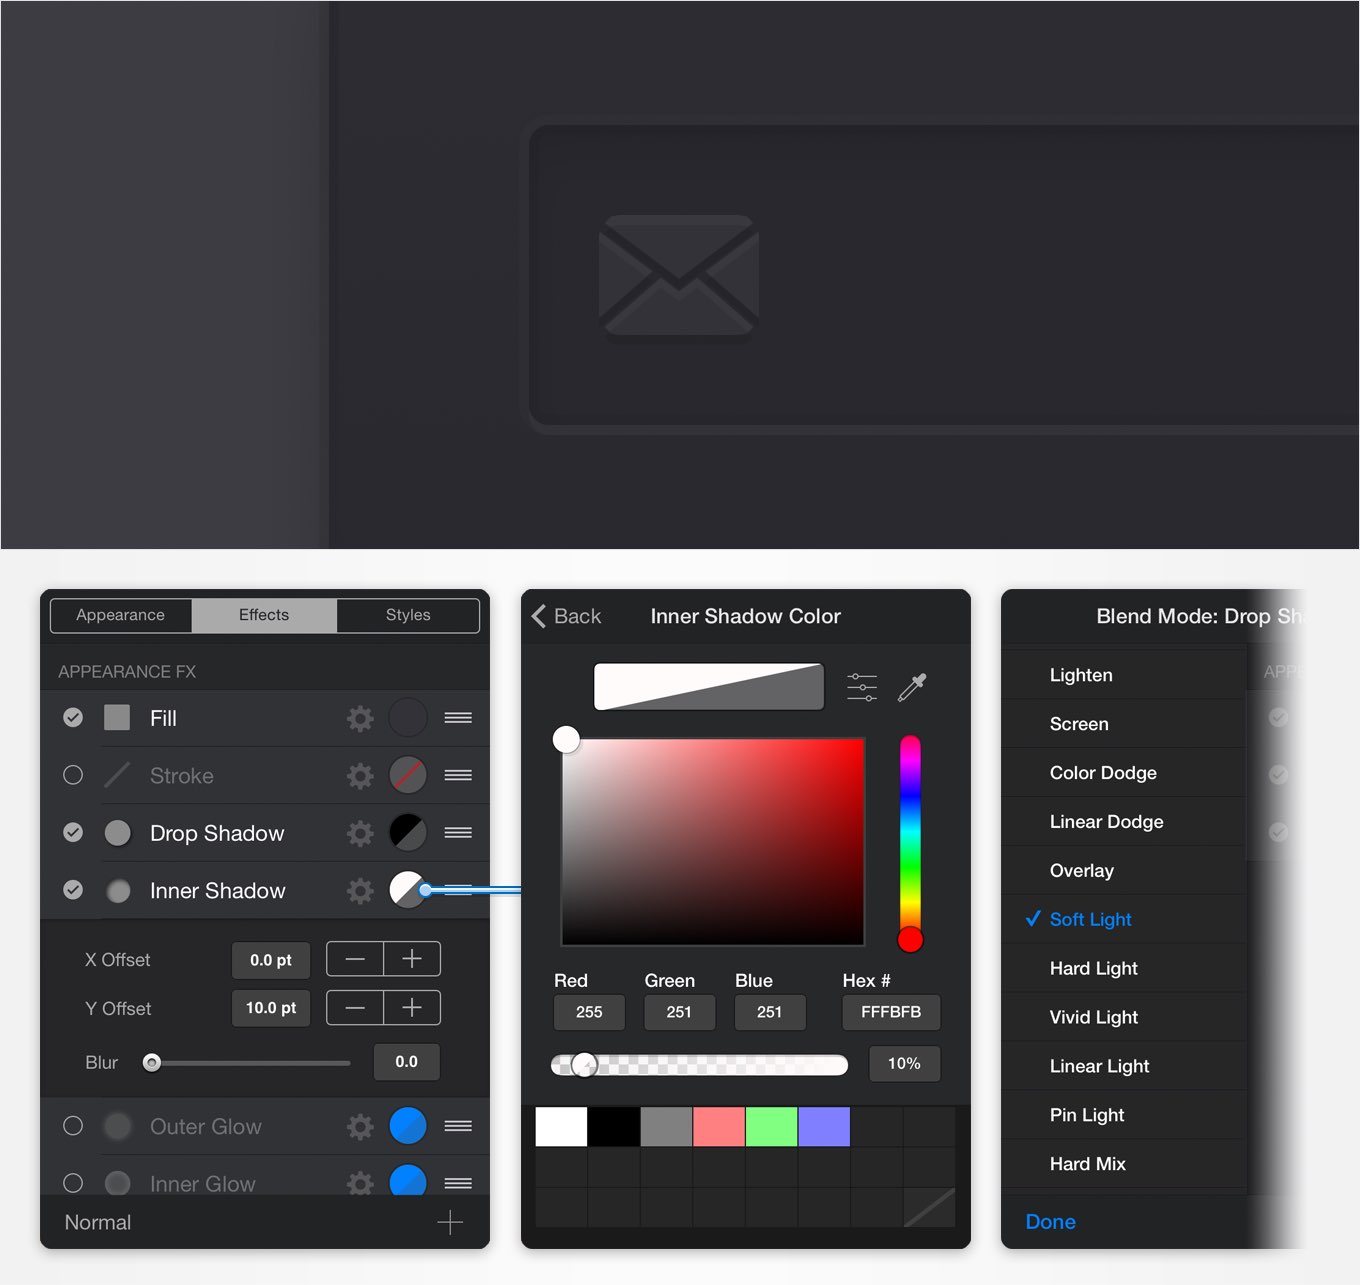 Appearance
Effects
Styles
APPEARANCE FX
Fill
Stroke
Drop Shadow
Inner Shadow
X Offset
0.0 pt
Y Offset
10.0 pt
Blur
0.0
Outer Glow
Inner Glow
Normal
Back
Inner Shadow Color
Red
Green
Blue
Hex #
255
251
251
FFFBFB
10%
Blend Mode: Drop Sh
APPE
Lighten
Screen
Color Dodge
Linear Dodge
Overlay
Soft Light
Hard Light
Vivid Light
Linear Light
Pin Light
Hard Mix
Done